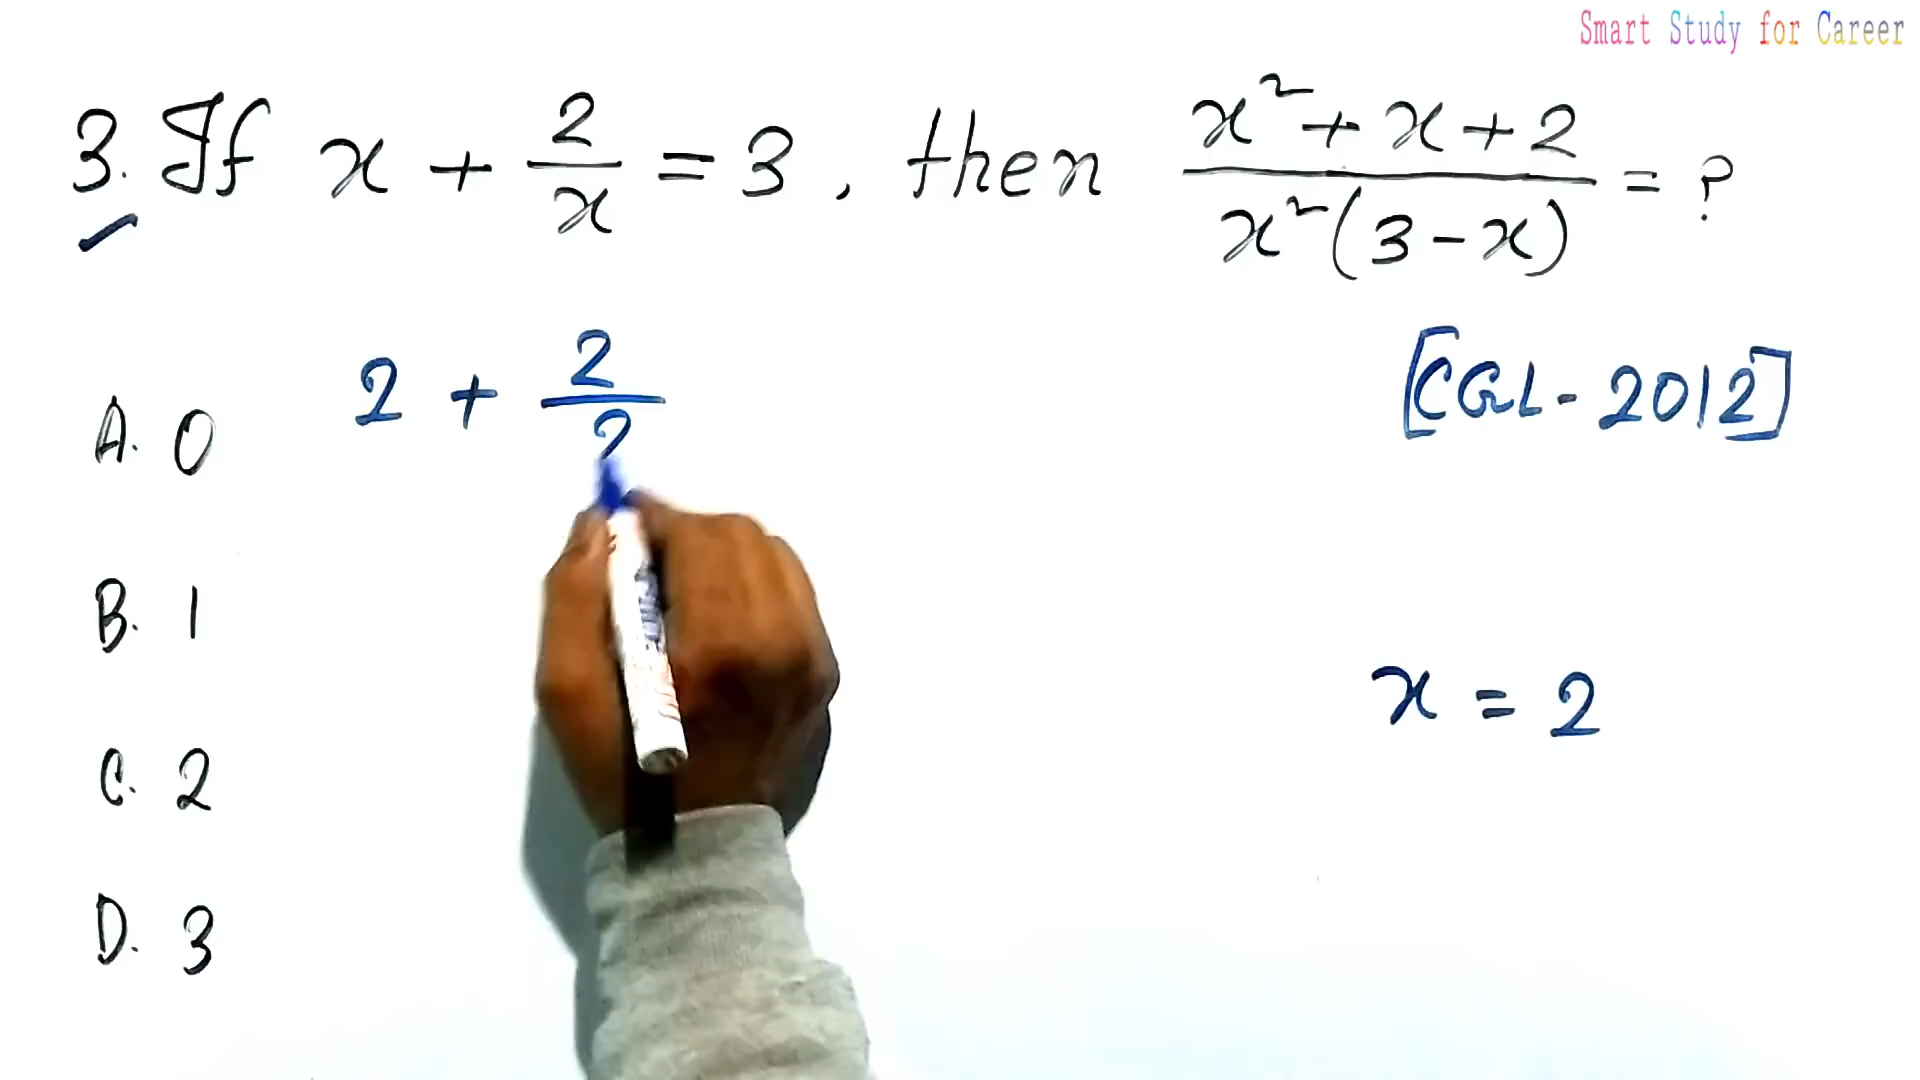 Smart Study for Career
3. If x + 2/x = 3, then (x² + x + 2)/(x²(3 - x)) = ?
[CGL - 2012]
2 + 2/2
A. 0
B. 1
x = 2
C. 2
D. 3